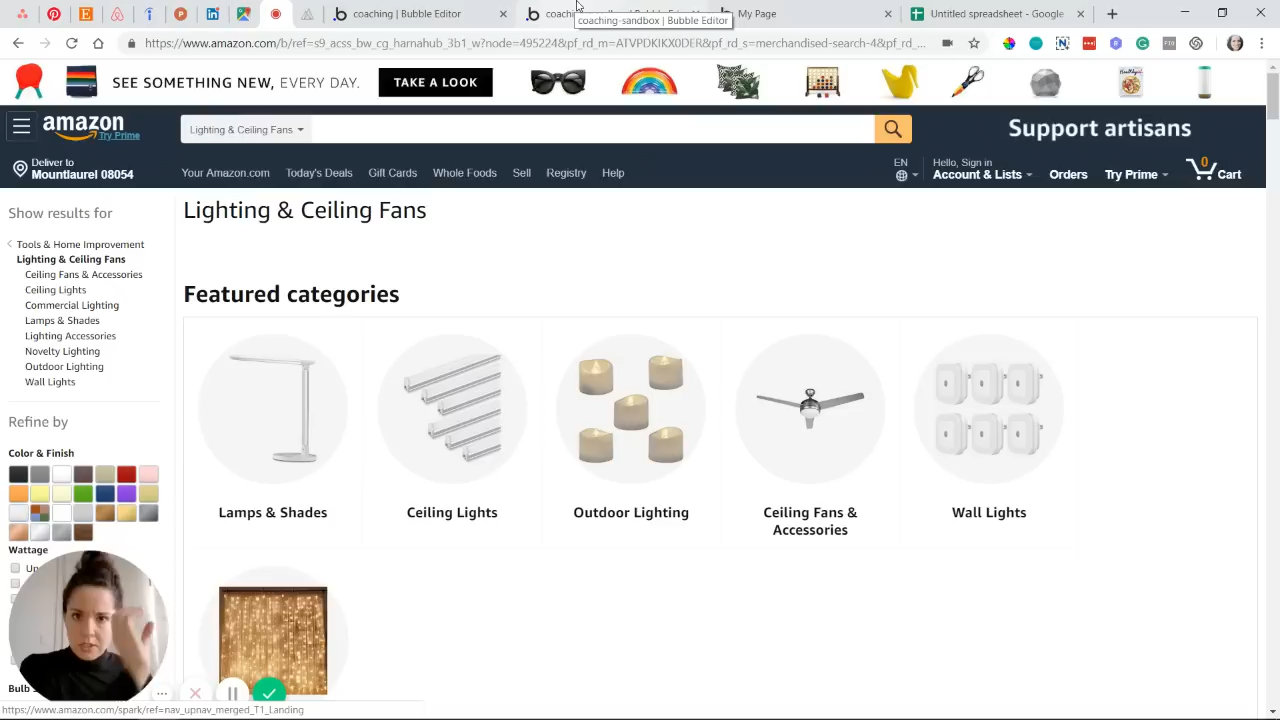 coaching | Bubble Editor
coaching-sandbox | Bubble Editor
My Page
Untitled spreadsheet - Google
https://www.amazon.com/b/ref=s9_acss_bw_cg_harnahub_3b1_w?node=495224&pf_rd_m=ATVPDKIKX0DER&pf_rd_s=merchandised-search-4&pf_rd_...
SEE SOMETHING NEW, EVERY DAY. TAKE A LOOK
amazon
Try Prime
Lighting & Ceiling Fans
Support artisans
Deliver to
Mountlaurel 08054
Your Amazon.com Today's Deals Gift Cards Whole Foods Sell Registry Help
EN
Hello, Sign in
Account & Lists
Orders
Try Prime
0
Cart
Show results for
Tools & Home Improvement
Lighting & Ceiling Fans
Ceiling Fans & Accessories
Ceiling Lights
Commercial Lighting
Lamps & Shades
Lighting Accessories
Novelty Lighting
Outdoor Lighting
Wall Lights
Refine by
Color & Finish
Wattage
Lighting & Ceiling Fans
Featured categories
Lamps & Shades
Ceiling Lights
Outdoor Lighting
Ceiling Fans &
Accessories
Wall Lights
https://www.amazon.com/spark/ref=nav_upnav_merged_T1_Landing